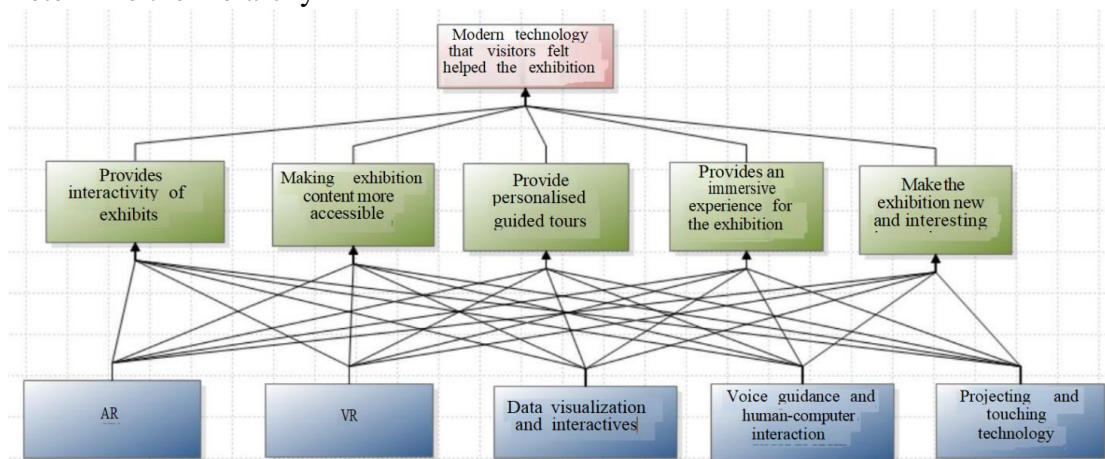 Modern technology
that visitors felt
helped the exhibition
Provides
interactivity of
exhibits
Making exhibition
content more
accessible
Provide
personalised
guided tours
Provides an
immersive
experience for
the exhibition
Make the
exhibition new
and interesting
AR
VR
Data visualization
and interactives
Voice guidance and
human-computer
interaction
Projecting and
touching
technology